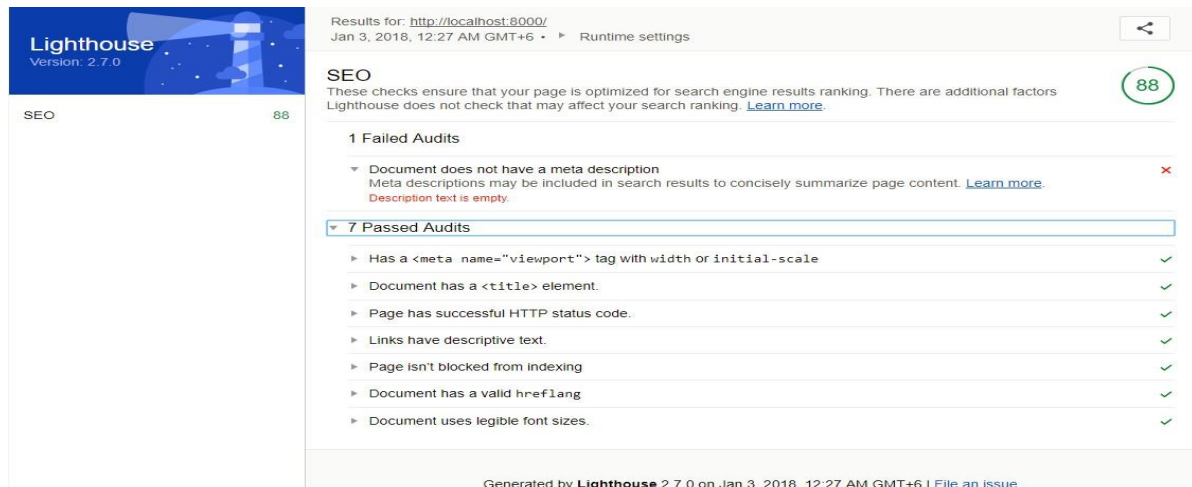 Lighthouse
Version: 2.7.0
SEO 88
Results for: http://localhost:8000/
Jan 3, 2018, 12:27 AM GMT+6 • ▸ Runtime settings
SEO
These checks ensure that your page is optimized for search engine results ranking. There are additional factors
Lighthouse does not check that may affect your search ranking. Learn more.
88
1 Failed Audits
Document does not have a meta description
Meta descriptions may be included in search results to concisely summarize page content. Learn more.
Description text is empty.
7 Passed Audits
Has a <meta name="viewport"> tag with width or initial-scale
Document has a <title> element.
Page has successful HTTP status code.
Links have descriptive text.
Page isn't blocked from indexing
Document has a valid hreflang
Document uses legible font sizes.
Generated by Lighthouse 2.7.0 on Jan 3, 2018, 12:27 AM GMT+6 | File an issue